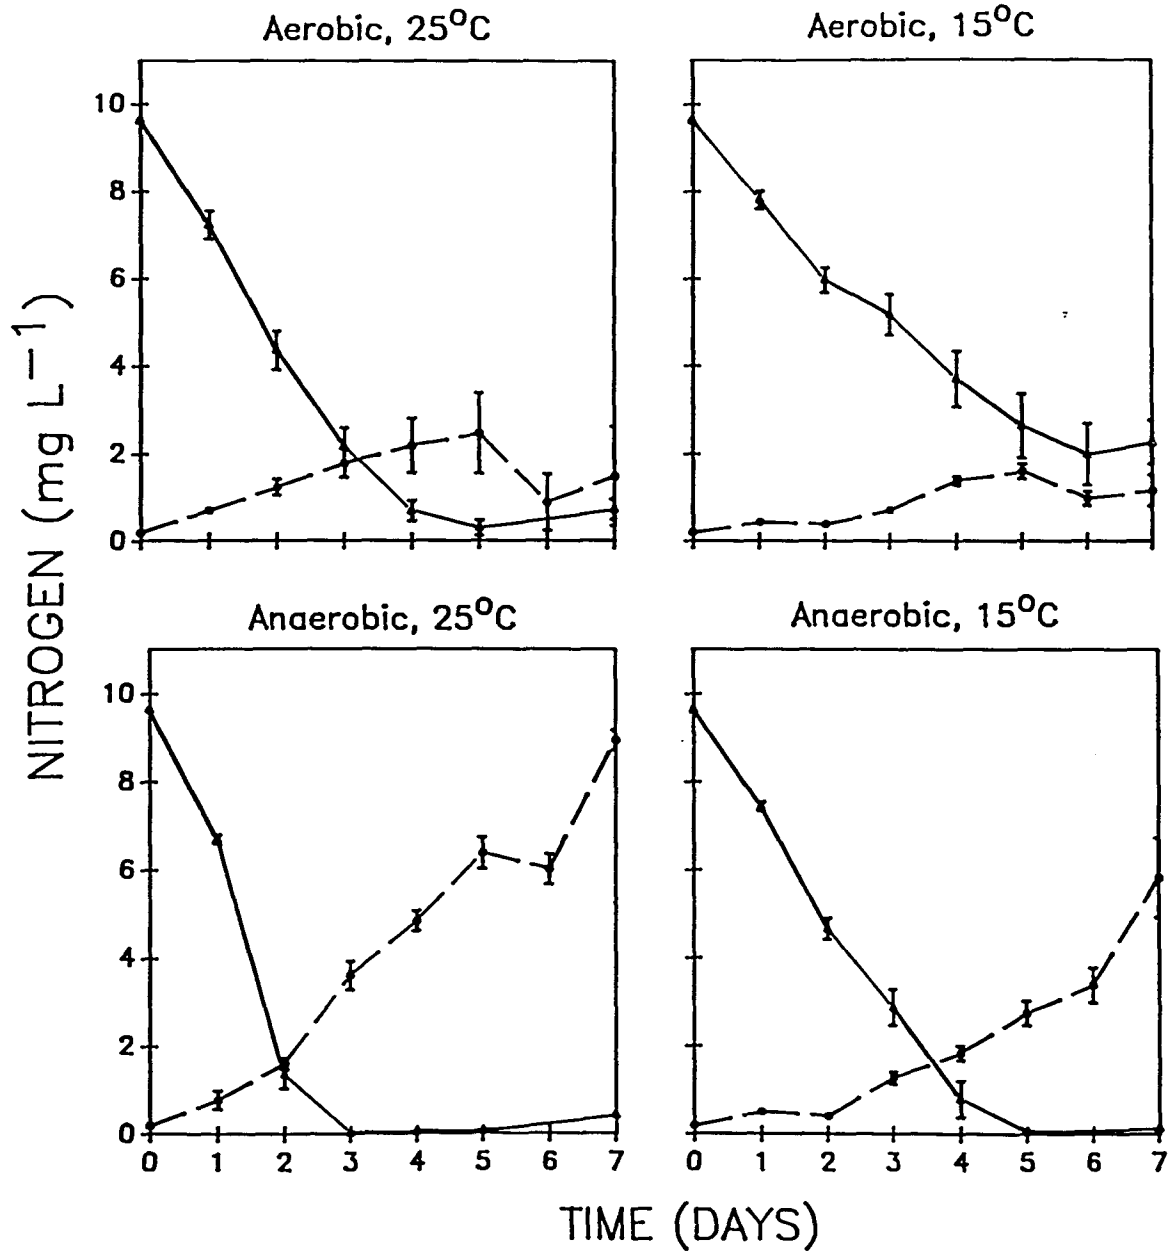 Aerobic, 25°C
Aerobic, 15°C
10
8
6
4
2
0
NITROGEN (mg L−1)
Anaerobic, 25°C
Anaerobic, 15°C
10
8
6
4
2
0
0 1 2 3 4 5 6 7
0 1 2 3 4 5 6 7
TIME (DAYS)